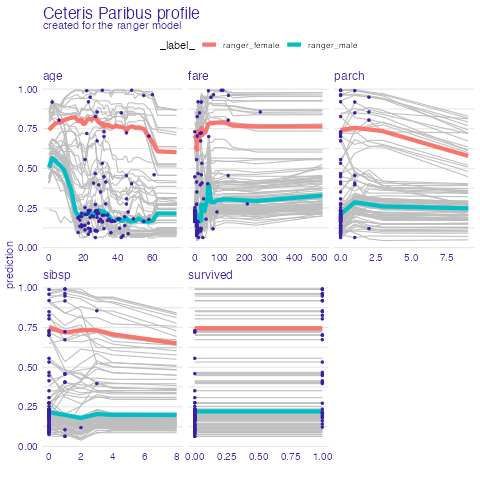 Ceteris Paribus profile
created for the ranger model
_label_ ranger_female ranger_male
age fare parch
1.00
0.75
0.50
0.25
0.00
0 20 40 60 0 100 200 300 400 500 0.0 2.5 5.0 7.5
prediction
sibsp survived
1.00
0.75
0.50
0.25
0.00
0 2 4 6 8 0.00 0.25 0.50 0.75 1.00